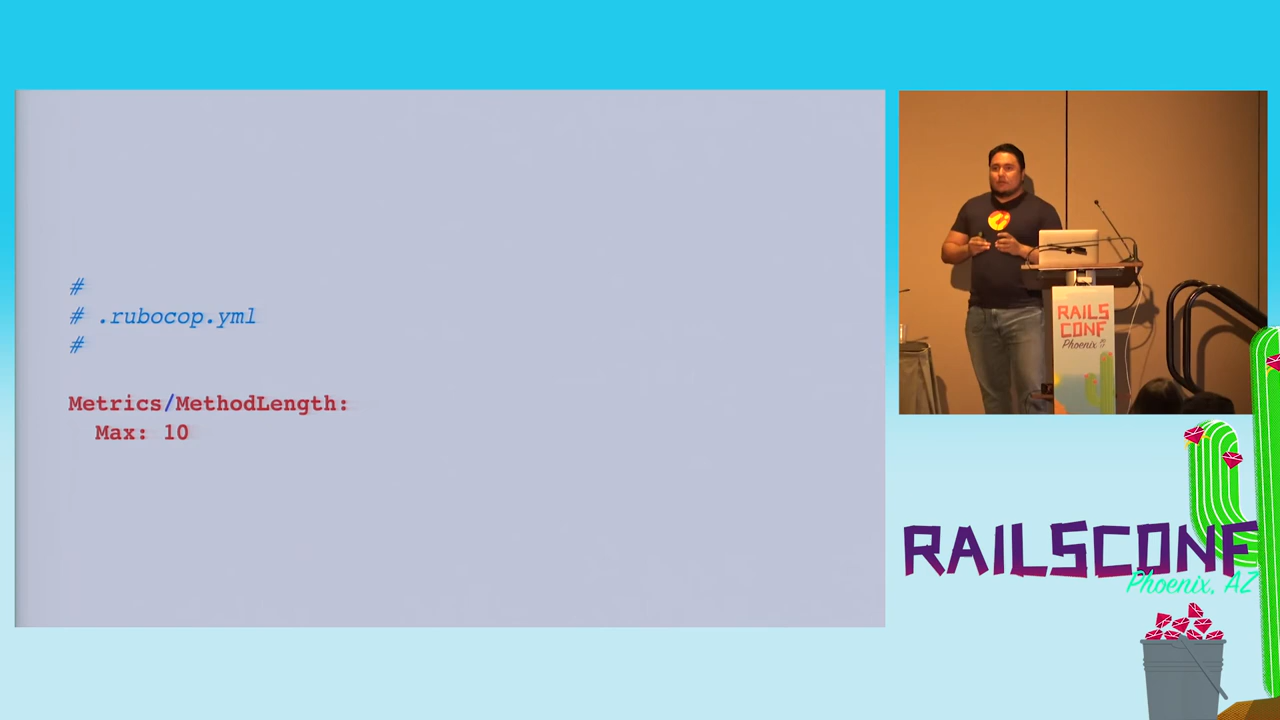 #
# .rubocop.yml
#
Metrics/MethodLength:
Max: 10
RAILS
CONF
Phoenix
RAILSCONF
Phoenix, AZ